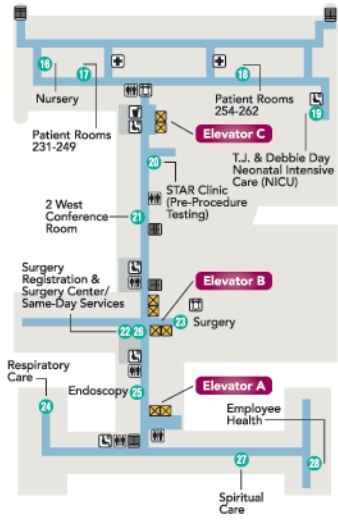 16
17
18
Nursery
Patient Rooms
254-262
19
Patient Rooms
231-249
Elevator C
20
T.J. & Debbie Day
Neonatal Intensive
Care (NICU)
STAR Clinic
(Pre-Procedure
Testing)
2 West
Conference
Room
21
Surgery
Registration &
Surgery Center/
Same-Day Services
Elevator B
22 26
23 Surgery
Respiratory
Care
24
Endoscopy 25
Elevator A
Employee
Health
27
28
Spiritual
Care